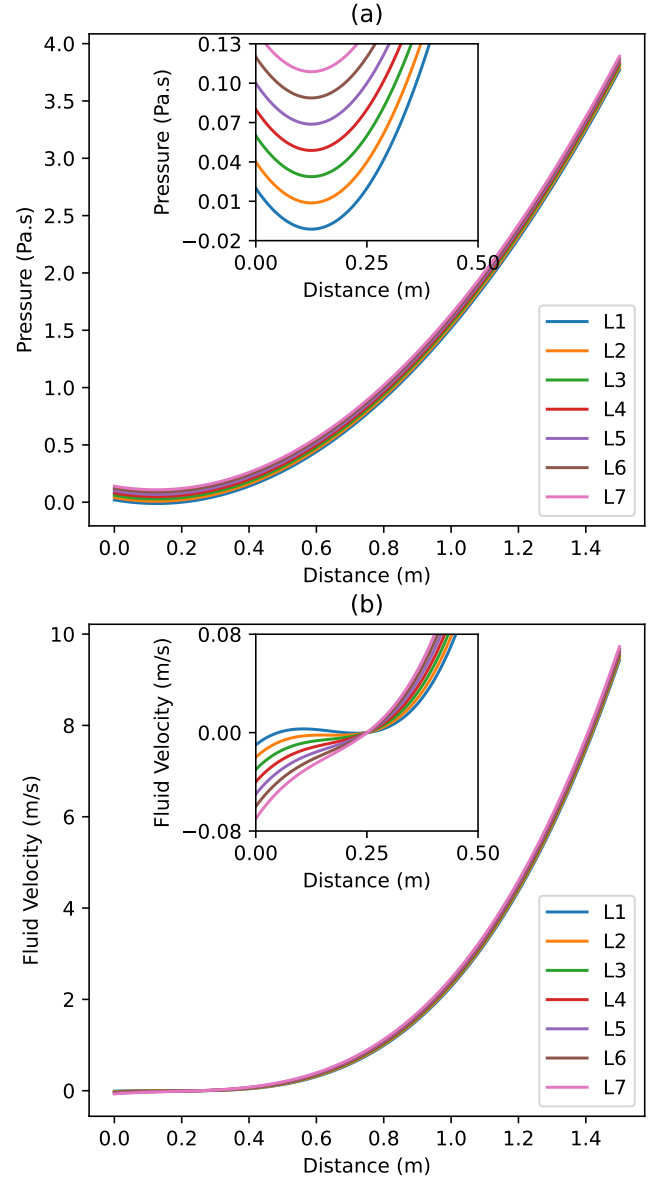 (a)
4.0
3.5
3.0
2.5
2.0
1.5
1.0
0.5
0.0
Pressure (Pa.s)
0.13
0.10
0.07
0.04
0.01
−0.02
Pressure (Pa.s)
0.00 0.25 0.50
Distance (m)
L1
L2
L3
L4
L5
L6
L7
0.0 0.2 0.4 0.6 0.8 1.0 1.2 1.4
Distance (m)
(b)
10
8
6
4
2
0
Fluid Velocity (m/s)
0.08
0.00
−0.08
Fluid Velocity (m/s)
0.00 0.25 0.50
Distance (m)
L1
L2
L3
L4
L5
L6
L7
0.0 0.2 0.4 0.6 0.8 1.0 1.2 1.4
Distance (m)